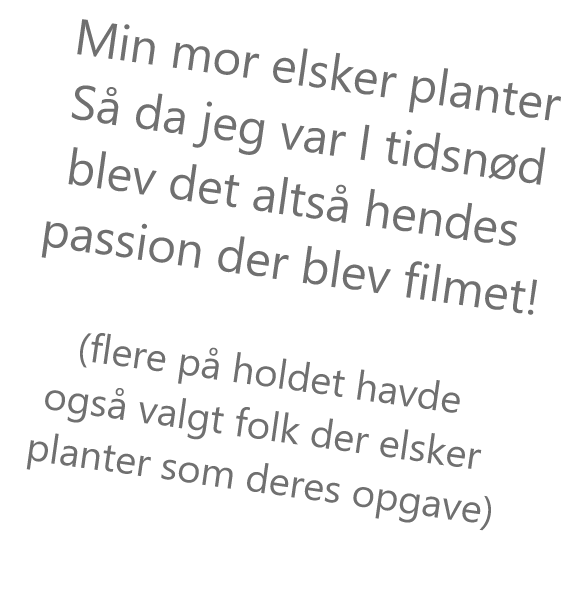 Min mor elsker planter
Så da jeg var I tidsnød
blev det altså hendes
passion der blev filmet!
(flere på holdet havde
også valgt folk der elsker
planter som deres opgave)